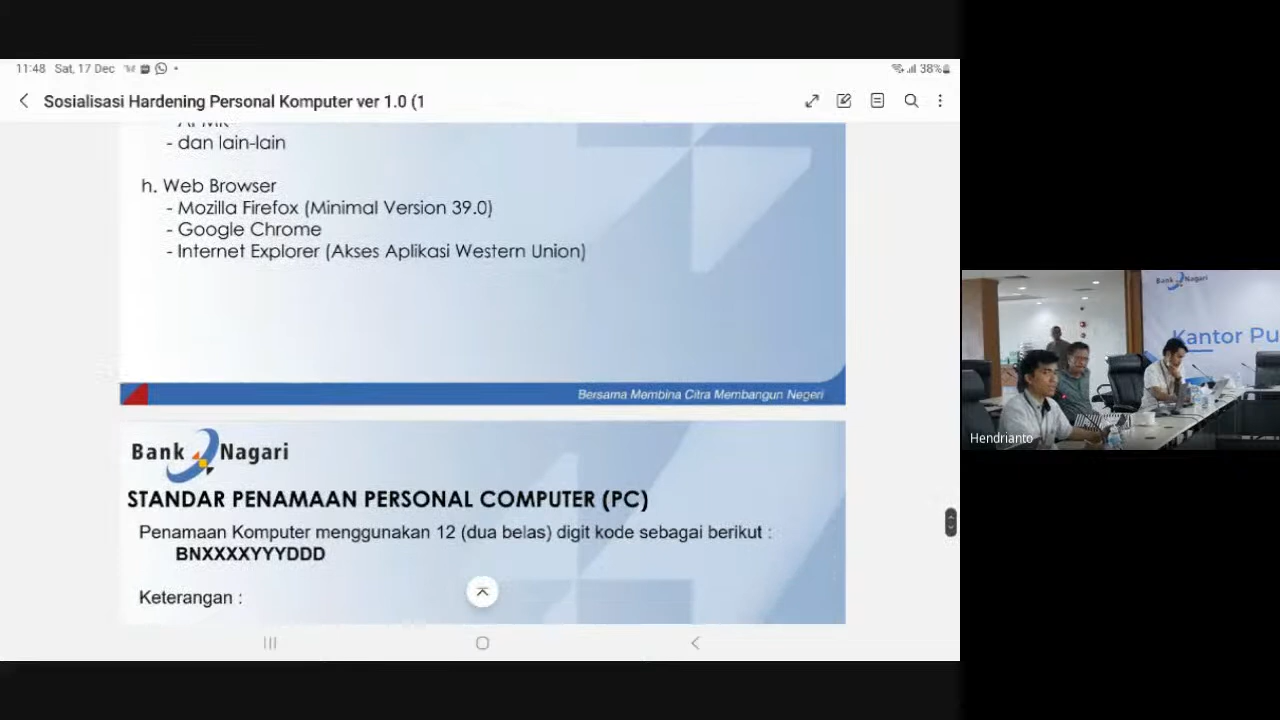 11:48 Sat, 17 Dec
38%
Sosialisasi Hardening Personal Komputer ver 1.0 (1
- dan lain-lain
h. Web Browser
- Mozilla Firefox (Minimal Version 39.0)
- Google Chrome
- Internet Explorer (Akses Aplikasi Western Union)
Bersama Membina Citra Membangun Negeri
Bank Nagari
STANDAR PENAMAAN PERSONAL COMPUTER (PC)
Penamaan Komputer menggunakan 12 (dua belas) digit kode sebagai berikut :
BNXXXXYYYDDD
Keterangan :
Bank Nagari
Kantor Pu
Hendrianto